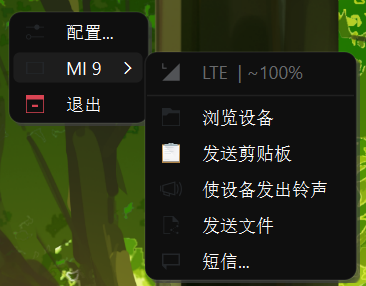 配置...
MI 9
退出
LTE | ~100%
浏览设备
发送剪贴板
使设备发出铃声
发送文件
短信...